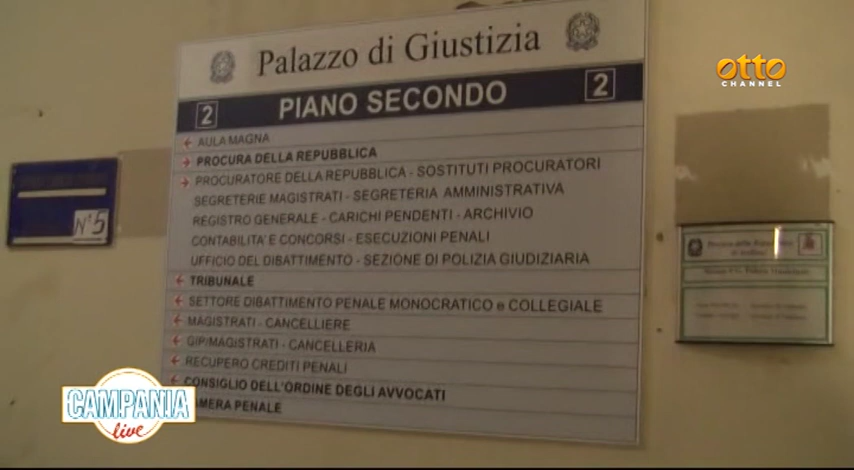 Palazzo di Giustizia
2 PIANO SECONDO 2
← AULA MAGNA
→ PROCURA DELLA REPUBBLICA
→ PROCURATORE DELLA REPUBBLICA - SOSTITUTI PROCURATORI
SEGRETERIE MAGISTRATI - SEGRETERIA AMMINISTRATIVA
REGISTRO GENERALE - CARICHI PENDENTI - ARCHIVIO
CONTABILITA' E CONCORSI - ESECUZIONI PENALI
UFFICIO DEL DIBATTIMENTO - SEZIONE DI POLIZIA GIUDIZIARIA
← TRIBUNALE
← SETTORE DIBATTIMENTO PENALE MONOCRATICO e COLLEGIALE
← MAGISTRATI - CANCELLIERE
← GIP/MAGISTRATI - CANCELLERIA
← RECUPERO CREDITI PENALI
← CONSIGLIO DELL'ORDINE DEGLI AVVOCATI
AMERA PENALE
N°5
otto
CHANNEL
CAMPANIA
live